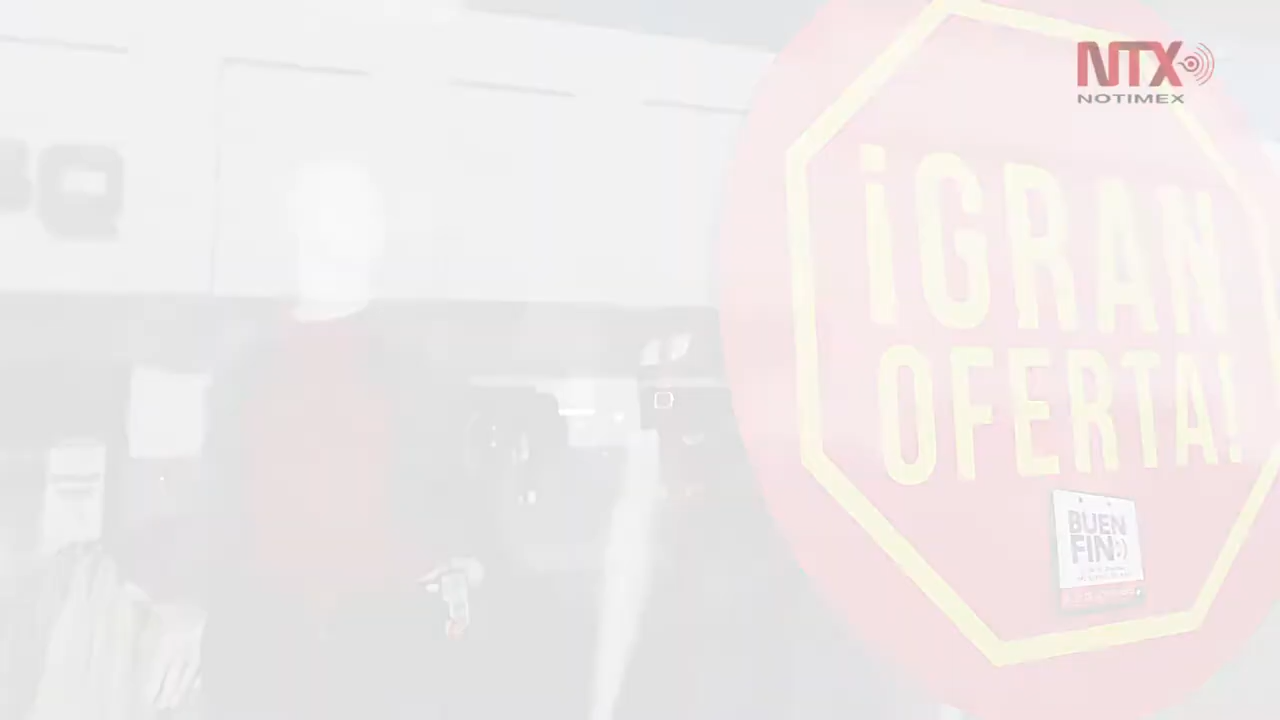 NTX
NOTIMEX
¡GRAN
OFERTA!
BUEN
FIN